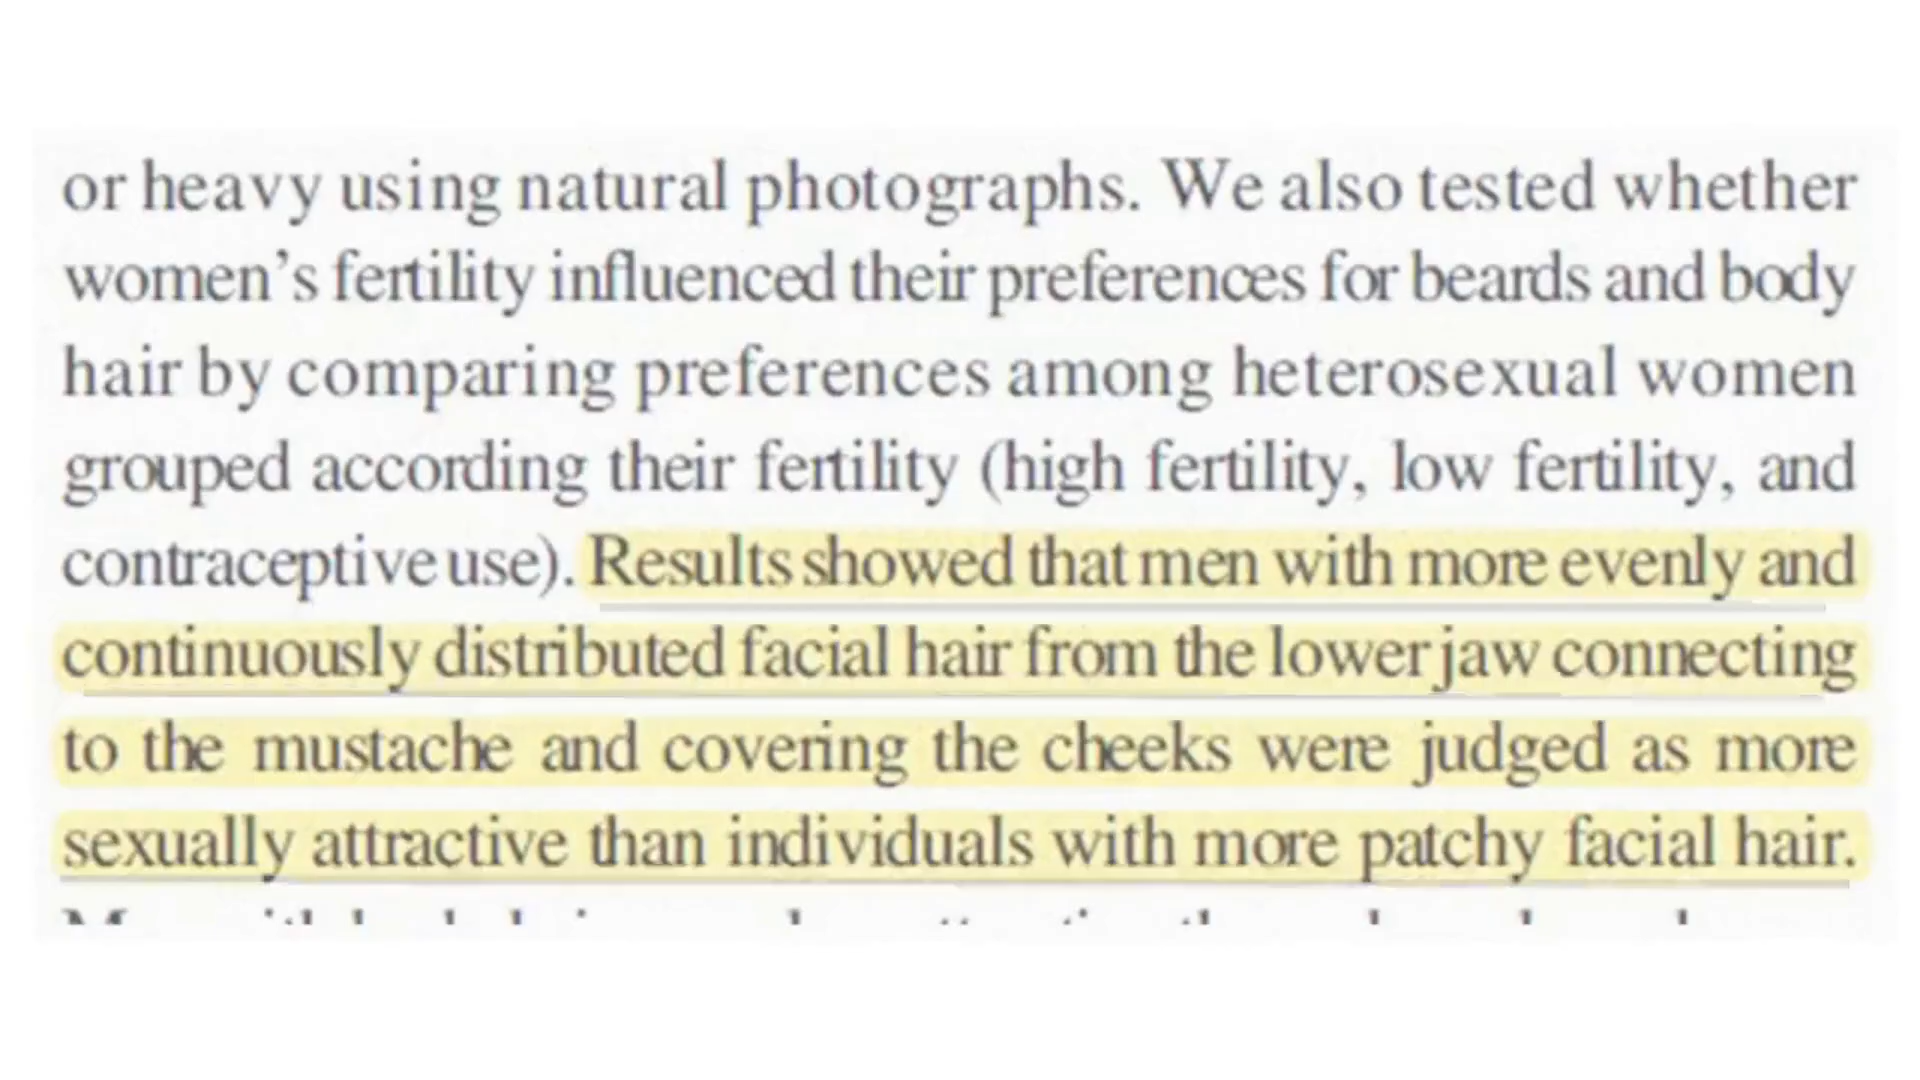 or heavy using natural photographs. We also tested whether
women's fertility influenced their preferences for beards and body
hair by comparing preferences among heterosexual women
grouped according their fertility (high fertility, low fertility, and
contraceptive use). Results showed that men with more evenly and
continuously distributed facial hair from the lower jaw connecting
to the mustache and covering the cheeks were judged as more
sexually attractive than individuals with more patchy facial hair.